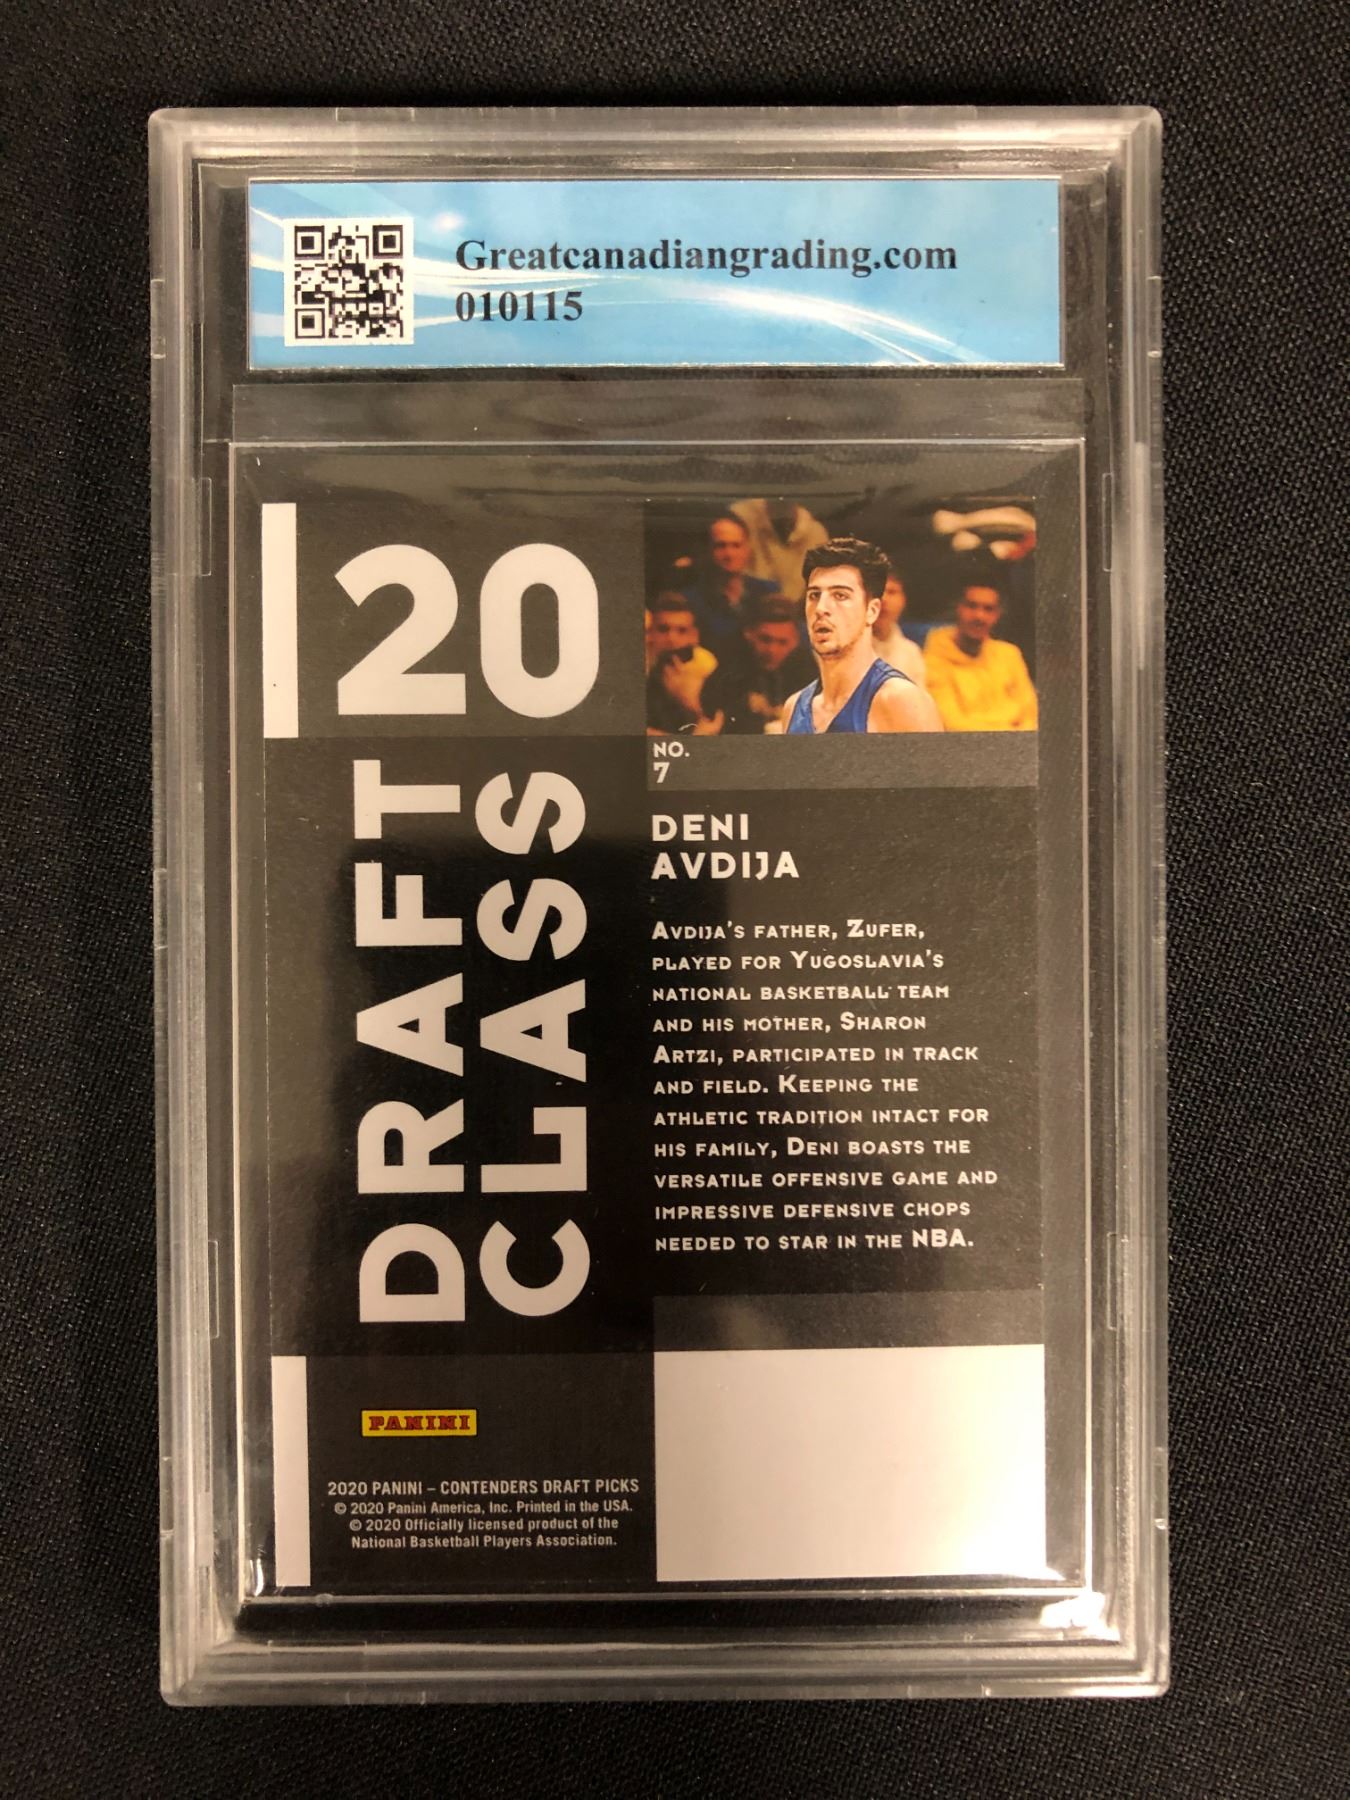 Greatcanadiangrading.com
010115
20
DRAFT
CLASS
NO.
7
DENI
AVDIJA
AVDIJA'S FATHER, ZUFER,
PLAYED FOR YUGOSLAVIA'S
NATIONAL BASKETBALL TEAM
AND HIS MOTHER, SHARON
ARTZI, PARTICIPATED IN TRACK
AND FIELD. KEEPING THE
ATHLETIC TRADITION INTACT FOR
HIS FAMILY, DENI BOASTS THE
VERSATILE OFFENSIVE GAME AND
IMPRESSIVE DEFENSIVE CHOPS
NEEDED TO STAR IN THE NBA.
PANINI
2020 PANINI – CONTENDERS DRAFT PICKS
© 2020 Panini America, Inc. Printed in the USA.
© 2020 Officially licensed product of the
National Basketball Players Association.